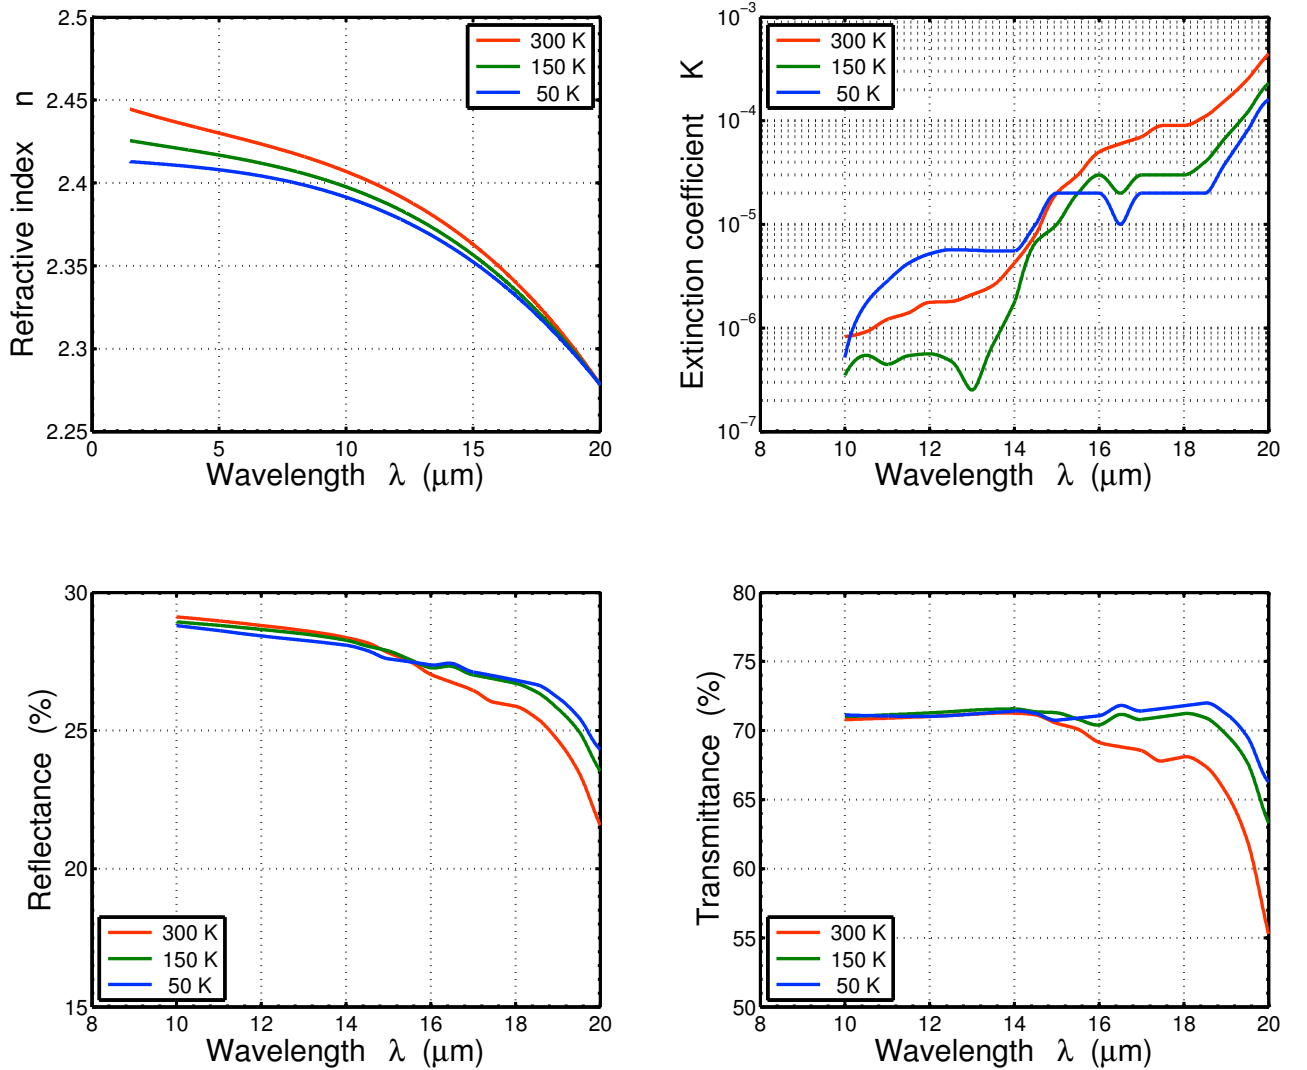 2.5
2.45
2.4
2.35
2.3
2.25
0
5
10
15
20
Refractive index n
Wavelength λ (μm)
300 K
150 K
50 K
10⁻³
10⁻⁴
10⁻⁵
10⁻⁶
10⁻⁷
8
10
12
14
16
18
20
Extinction coefficient K
Wavelength λ (μm)
300 K
150 K
50 K
30
25
20
15
8
10
12
14
16
18
20
Reflectance (%)
Wavelength λ (μm)
300 K
150 K
50 K
80
75
70
65
60
55
50
8
10
12
14
16
18
20
Transmittance (%)
Wavelength λ (μm)
300 K
150 K
50 K